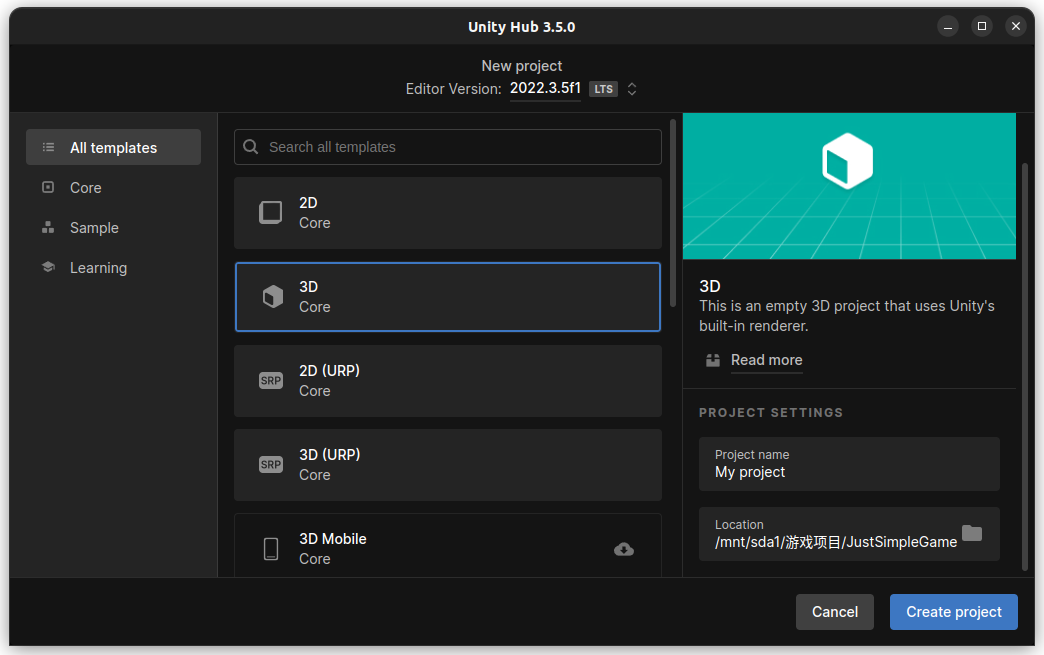 Unity Hub 3.5.0
New project
Editor Version: 2022.3.5f1 LTS
All templates
Core
Sample
Learning
Search all templates
2D
Core
3D
Core
SRP
2D (URP)
Core
SRP
3D (URP)
Core
3D Mobile
Core
3D
This is an empty 3D project that uses Unity's
built-in renderer.
Read more
PROJECT SETTINGS
Project name
My project
Location
/mnt/sda1/游戏项目/JustSimpleGame
Cancel
Create project